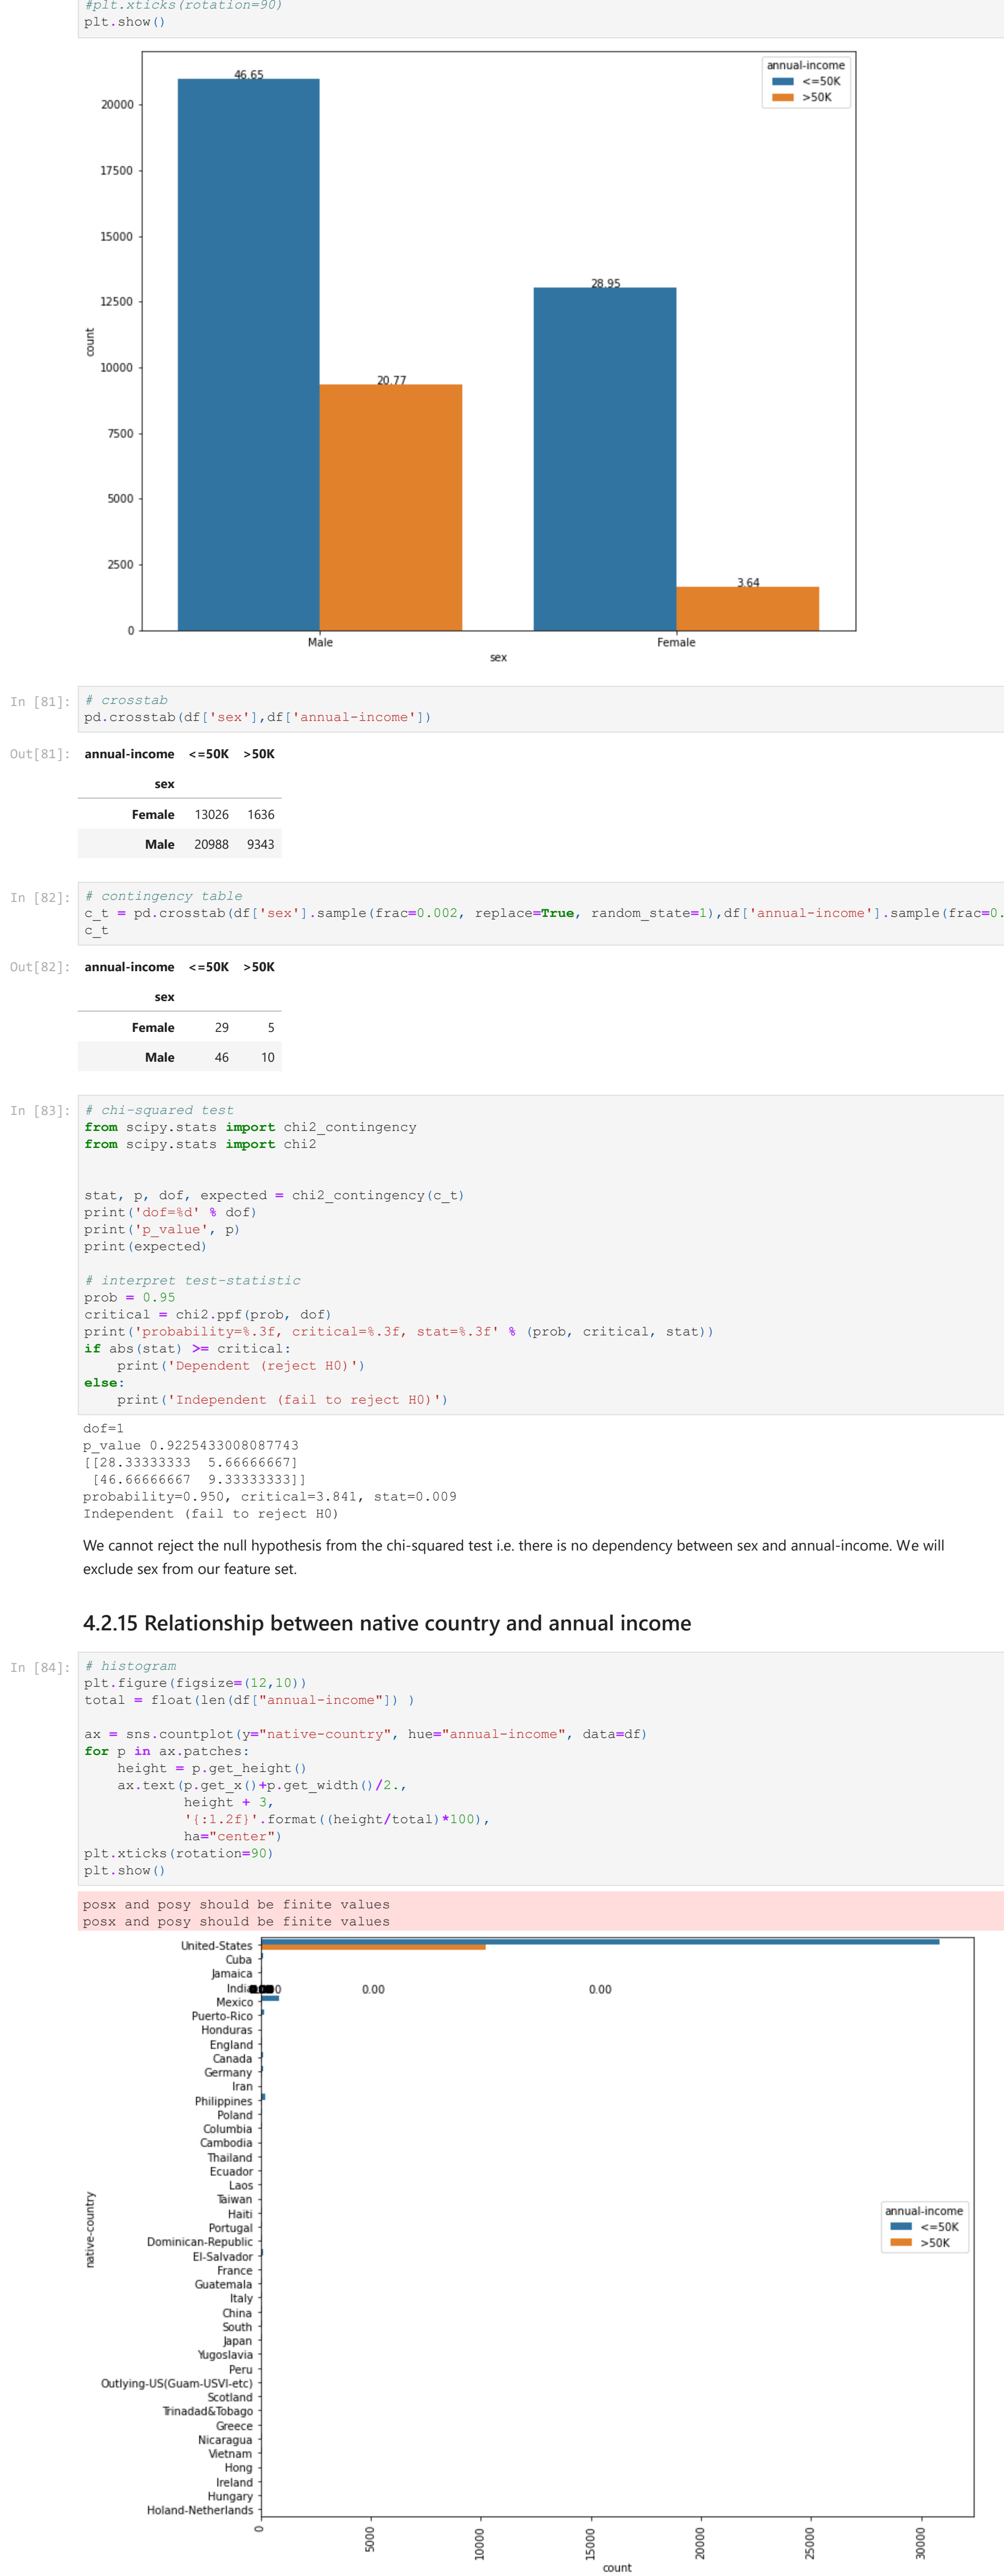 #plt.xticks(rotation=90)
plt.show()
46.65
20.77
28.95
3.64
annual-income
<=50K
>50K
20000
17500
15000
12500
10000
7500
5000
2500
0
count
Male
Female
sex
In [81]:
# crosstab
pd.crosstab(df['sex'],df['annual-income'])
Out[81]:
annual-income <=50K >50K
sex
Female 13026 1636
Male 20988 9343
In [82]:
# contingency table
c_t = pd.crosstab(df['sex'].sample(frac=0.002, replace=True, random_state=1),df['annual-income'].sample(frac=0.
c_t
Out[82]:
annual-income <=50K >50K
sex
Female 29 5
Male 46 10
In [83]:
# chi-squared test
from scipy.stats import chi2_contingency
from scipy.stats import chi2
stat, p, dof, expected = chi2_contingency(c_t)
print('dof=%d' % dof)
print('p_value', p)
print(expected)
# interpret test-statistic
prob = 0.95
critical = chi2.ppf(prob, dof)
print('probability=%.3f, critical=%.3f, stat=%.3f' % (prob, critical, stat))
if abs(stat) >= critical:
    print('Dependent (reject H0)')
else:
    print('Independent (fail to reject H0)')
dof=1
p_value 0.9225433008087743
[[28.33333333  5.66666667]
 [46.66666667  9.33333333]]
probability=0.950, critical=3.841, stat=0.009
Independent (fail to reject H0)
We cannot reject the null hypothesis from the chi-squared test i.e. there is no dependency between sex and annual-income. We will
exclude sex from our feature set.
4.2.15 Relationship between native country and annual income
In [84]:
# histogram
plt.figure(figsize=(12,10))
total = float(len(df["annual-income"]) )
ax = sns.countplot(y="native-country", hue="annual-income", data=df)
for p in ax.patches:
    height = p.get_height()
    ax.text(p.get_x()+p.get_width()/2.,
            height + 3,
            '{:1.2f}'.format((height/total)*100),
            ha="center")
plt.xticks(rotation=90)
plt.show()
posx and posy should be finite values
posx and posy should be finite values
United-States
Cuba
Jamaica
India
0.00
0.00
Mexico
Puerto-Rico
Honduras
England
Canada
Germany
Iran
Philippines
Poland
Columbia
Cambodia
Thailand
Ecuador
Laos
Taiwan
Haiti
Portugal
Dominican-Republic
El-Salvador
France
Guatemala
Italy
China
South
Japan
Yugoslavia
Peru
Outlying-US(Guam-USVI-etc)
Scotland
Trinadad&Tobago
Greece
Nicaragua
Vietnam
Hong
Ireland
Hungary
Holand-Netherlands
native-country
annual-income
<=50K
>50K
0
5000
10000
15000
20000
25000
30000
count